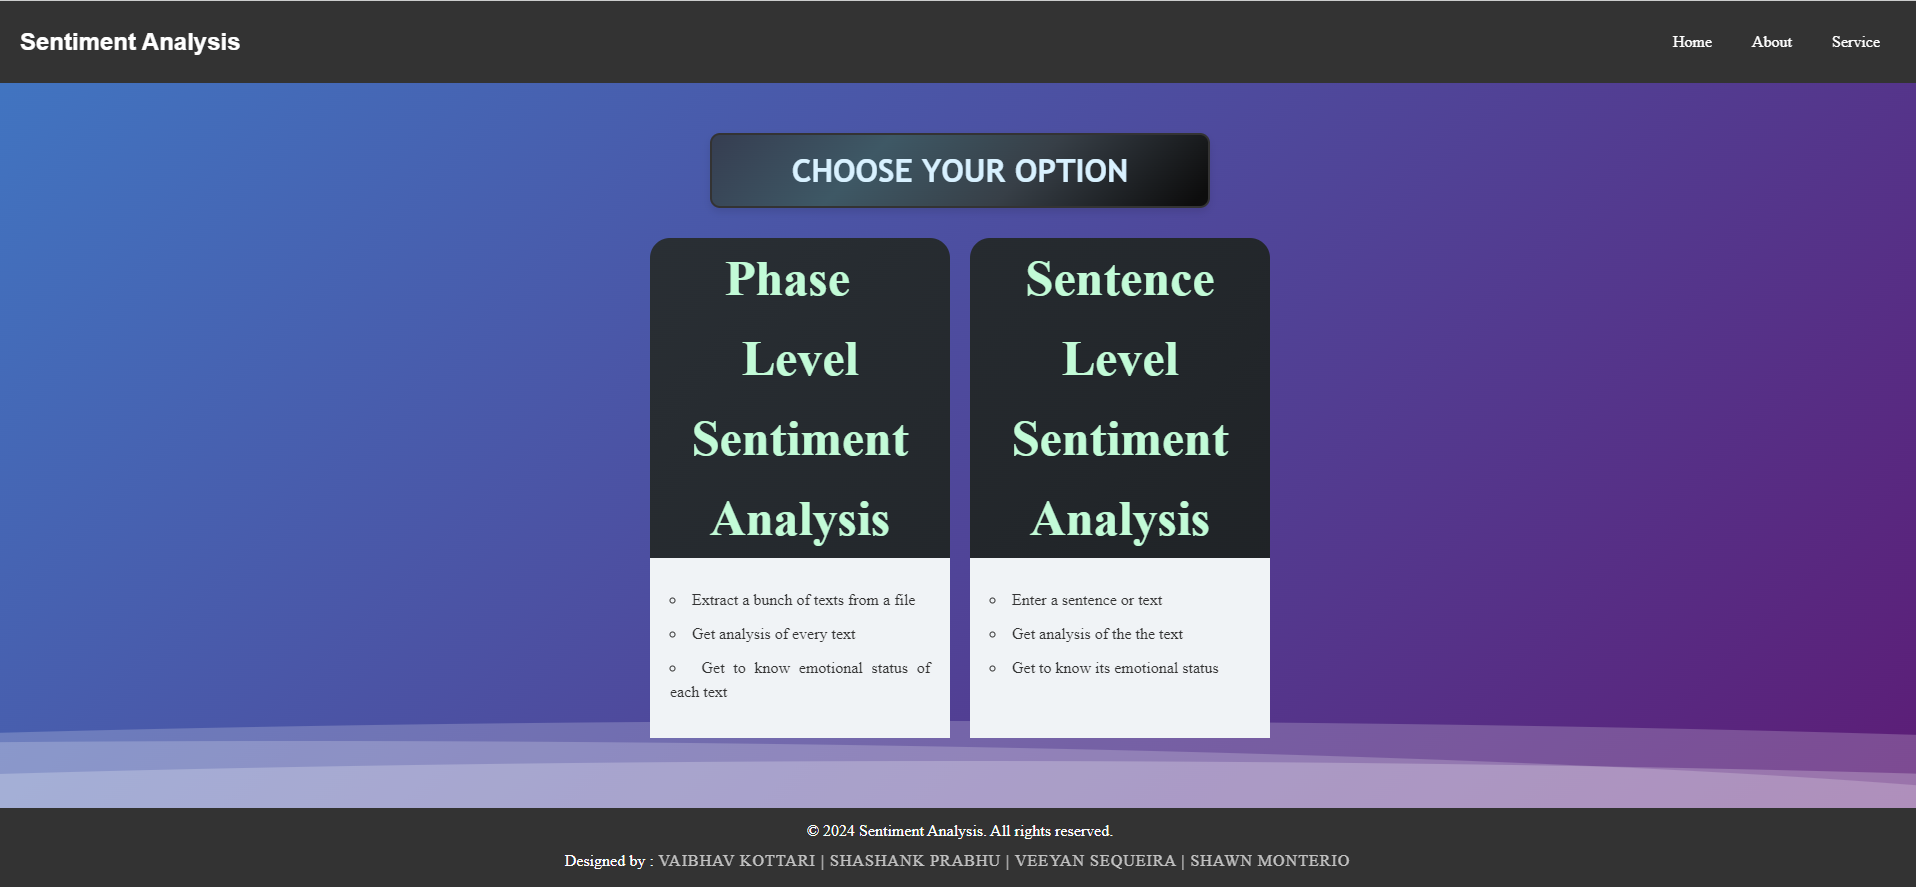 Sentiment Analysis
Home About Service
CHOOSE YOUR OPTION
Phase
Level
Sentiment
Analysis
Extract a bunch of texts from a file
Get analysis of every text
Get to know emotional status of
each text
Sentence
Level
Sentiment
Analysis
Enter a sentence or text
Get analysis of the the text
Get to know its emotional status
© 2024 Sentiment Analysis. All rights reserved.
Designed by : VAIBHAV KOTTARI | SHASHANK PRABHU | VEEYAN SEQUEIRA | SHAWN MONTERIO